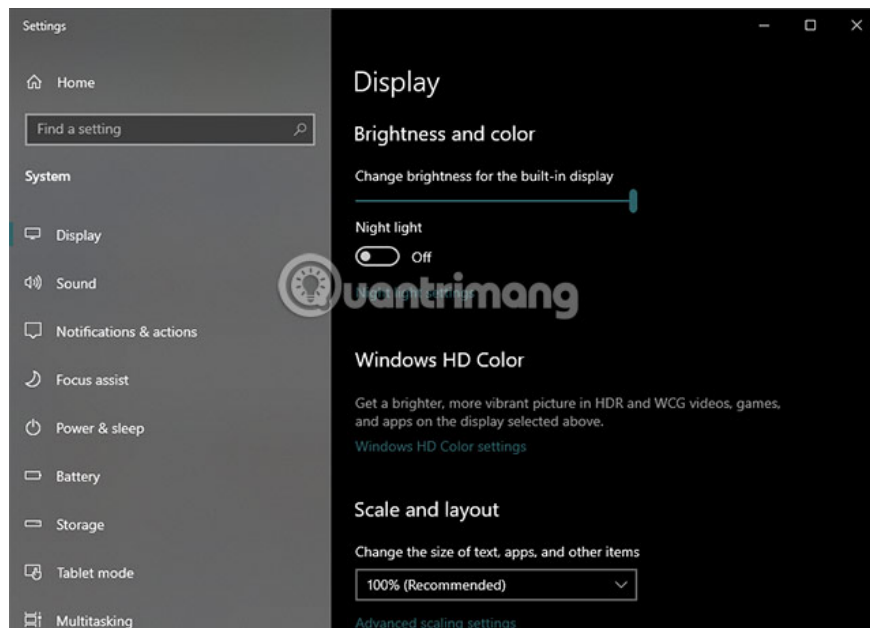 Settings
Home
Find a setting
System
Display
Sound
Notifications & actions
Focus assist
Power & sleep
Battery
Storage
Tablet mode
Multitasking
Display
Brightness and color
Change brightness for the built-in display
Night light
Off
Night light settings
Quantrimang
Windows HD Color
Get a brighter, more vibrant picture in HDR and WCG videos, games,
and apps on the display selected above.
Windows HD Color settings
Scale and layout
Change the size of text, apps, and other items
100% (Recommended)
Advanced scaling settings